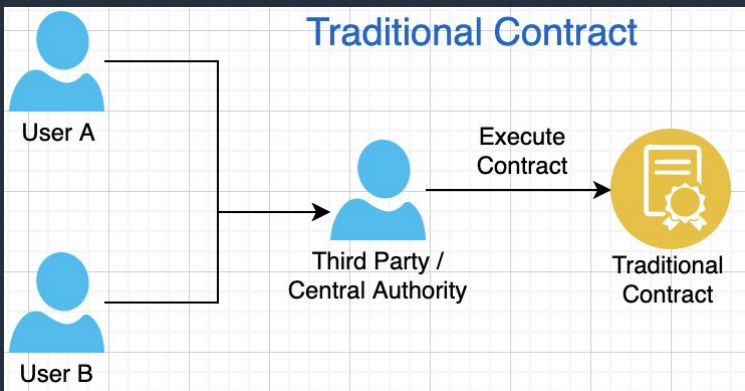 Traditional Contract
User A
Execute
Contract
Third Party /
Central Authority
Traditional
Contract
User B